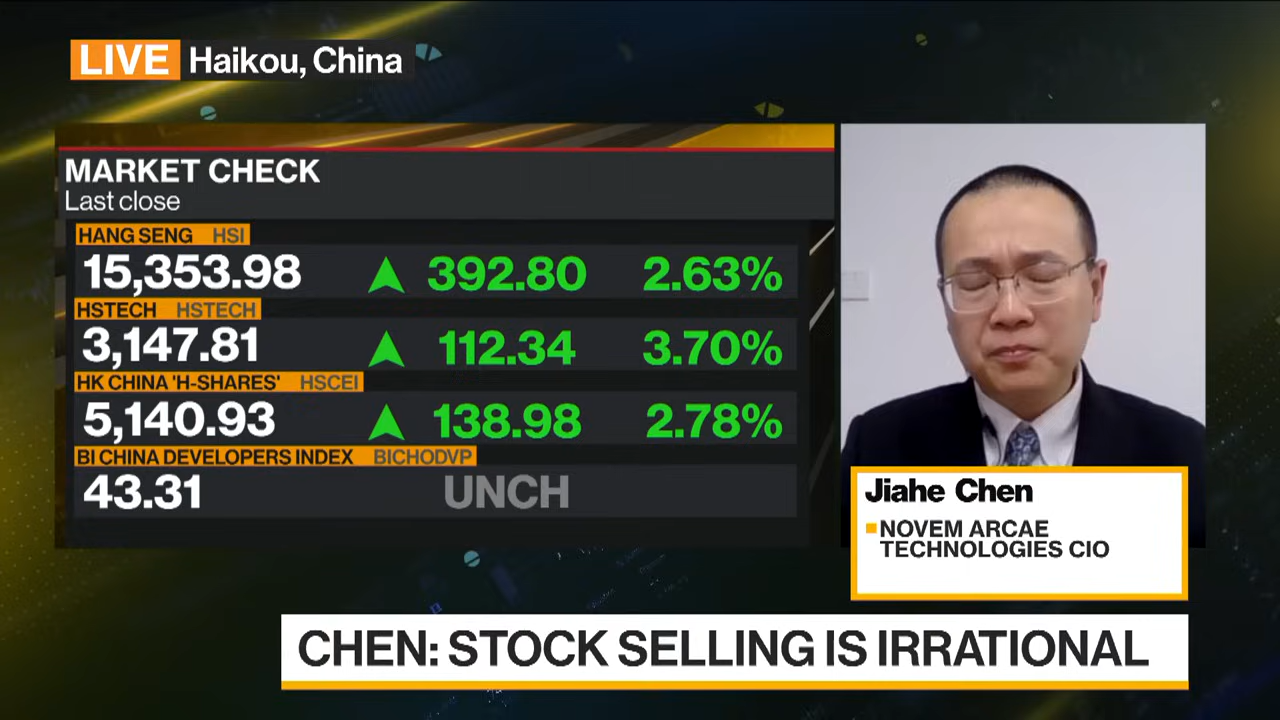 LIVE Haikou, China
MARKET CHECK
Last close
HANG SENG HSI
15,353.98 ▲ 392.80 2.63%
HSTECH HSTECH
3,147.81 ▲ 112.34 3.70%
HK CHINA 'H-SHARES' HSCEI
5,140.93 ▲ 138.98 2.78%
BI CHINA DEVELOPERS INDEX BICHODVP
43.31 UNCH
Jiahe Chen
NOVEM ARCAE
TECHNOLOGIES CIO
CHEN: STOCK SELLING IS IRRATIONAL